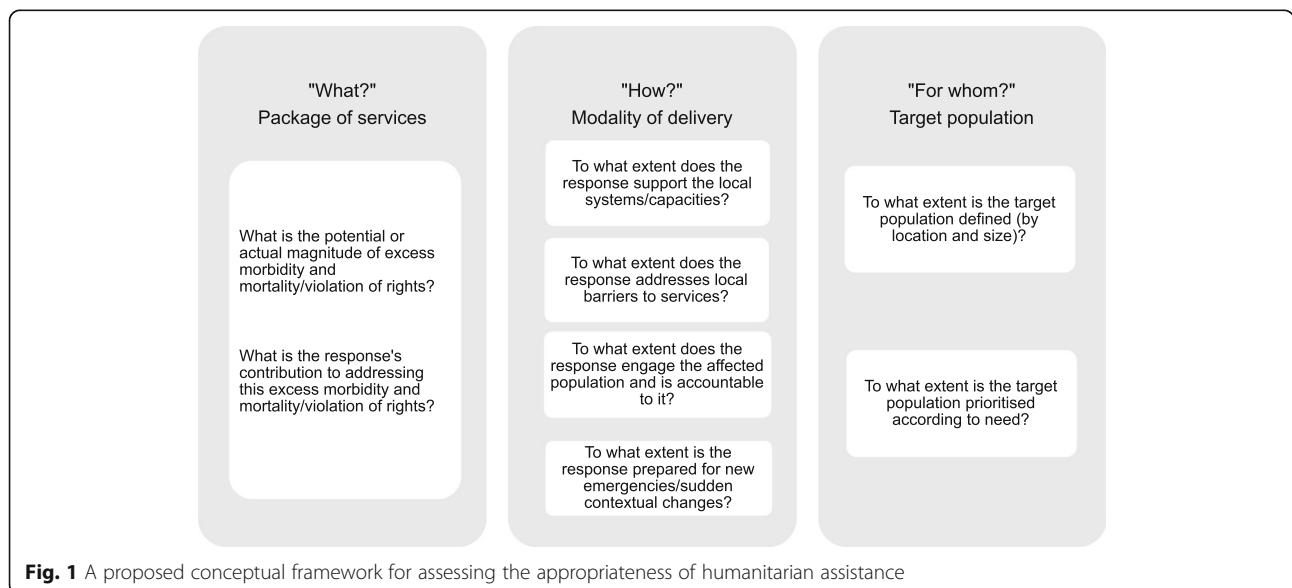 "What?"
Package of services
What is the potential or
actual magnitude of excess
morbidity and
mortality/violation of rights?
What is the response's
contribution to addressing
this excess morbidity and
mortality/violation of rights?
"How?"
Modality of delivery
To what extent does the
response support the local
systems/capacities?
To what extent does the
response addresses local
barriers to services?
To what extent does the
response engage the affected
population and is accountable
to it?
To what extent is the
response prepared for new
emergencies/sudden
contextual changes?
"For whom?"
Target population
To what extent is the target
population defined (by
location and size)?
To what extent is the target
population prioritised
according to need?
Fig. 1 A proposed conceptual framework for assessing the appropriateness of humanitarian assistance